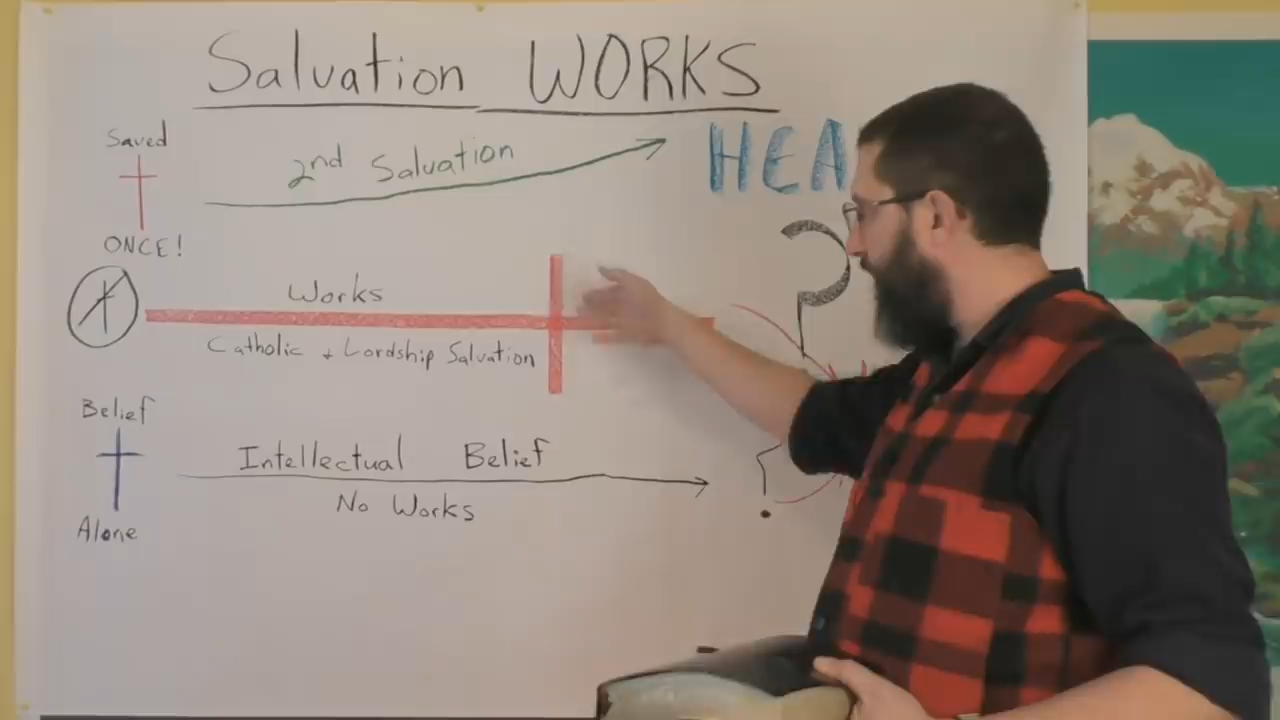 Salvation WORKS
Saved
2nd Salvation
HEA
ONCE!
Works
Catholic + Lordship Salvation
Belief
Intellectual Belief
No Works
Alone
?